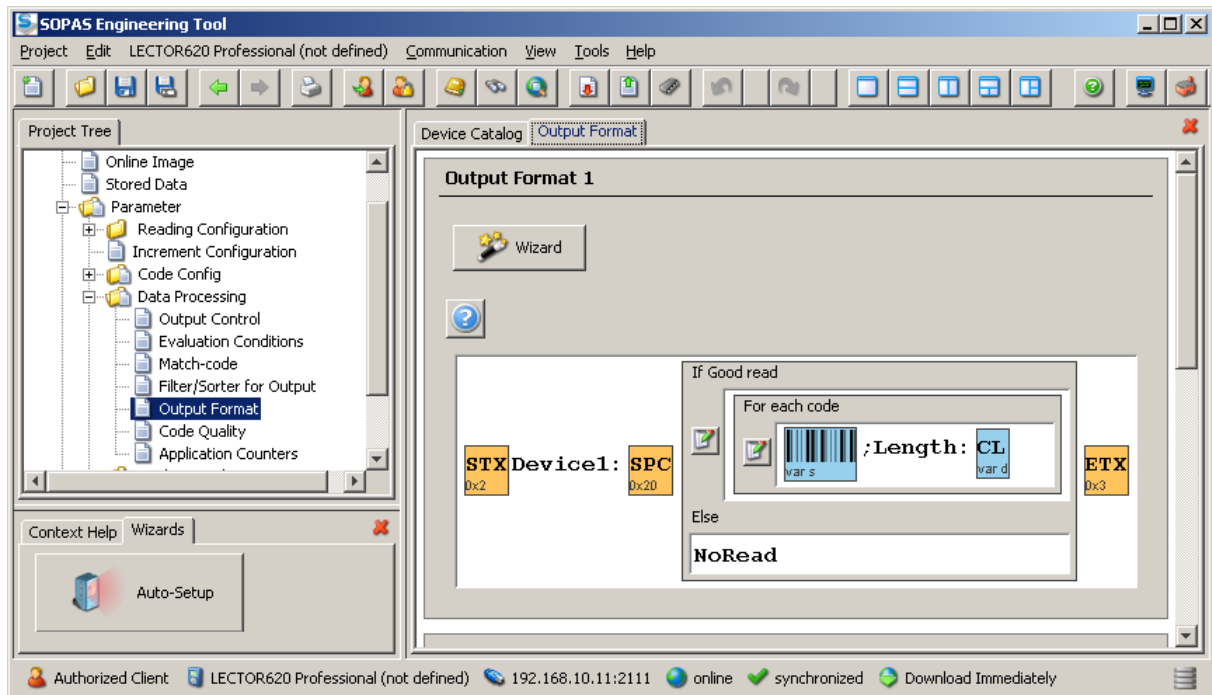 SOPAS Engineering Tool
Project Edit LECTOR620 Professional (not defined) Communication View Tools Help
Project Tree
Online Image
Stored Data
Parameter
Reading Configuration
Increment Configuration
Code Config
Data Processing
Output Control
Evaluation Conditions
Match-code
Filter/Sorter for Output
Output Format
Code Quality
Application Counters
Context Help Wizards
Auto-Setup
Device Catalog Output Format
Output Format 1
Wizard
If Good read
For each code
STX Device1: SPC ;Length: CL ETX
0x2 0x20 var s var d 0x3
Else
NoRead
Authorized Client LECTOR620 Professional (not defined) 192.168.10.11:2111 online synchronized Download Immediately